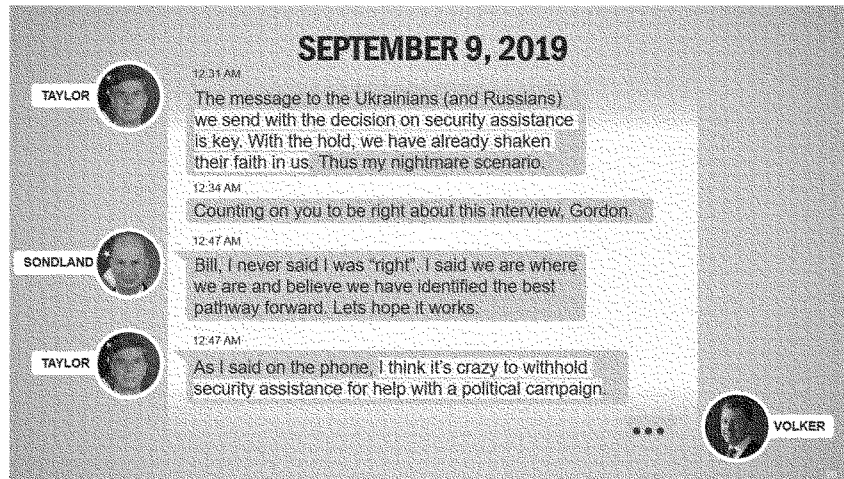 SEPTEMBER 9, 2019
12:31 AM
TAYLOR
The message to the Ukrainians (and Russians)
we send with the decision on security assistance
is key. With the hold, we have already shaken
their faith in us. Thus my nightmare scenario.
12:34 AM
Counting on you to be right about this interview, Gordon.
12:47 AM
SONDLAND
Bill, I never said I was “right”. I said we are where
we are and believe we have identified the best
pathway forward. Lets hope it works.
12:47 AM
TAYLOR
As I said on the phone, I think it’s crazy to withhold
security assistance for help with a political campaign.
VOLKER